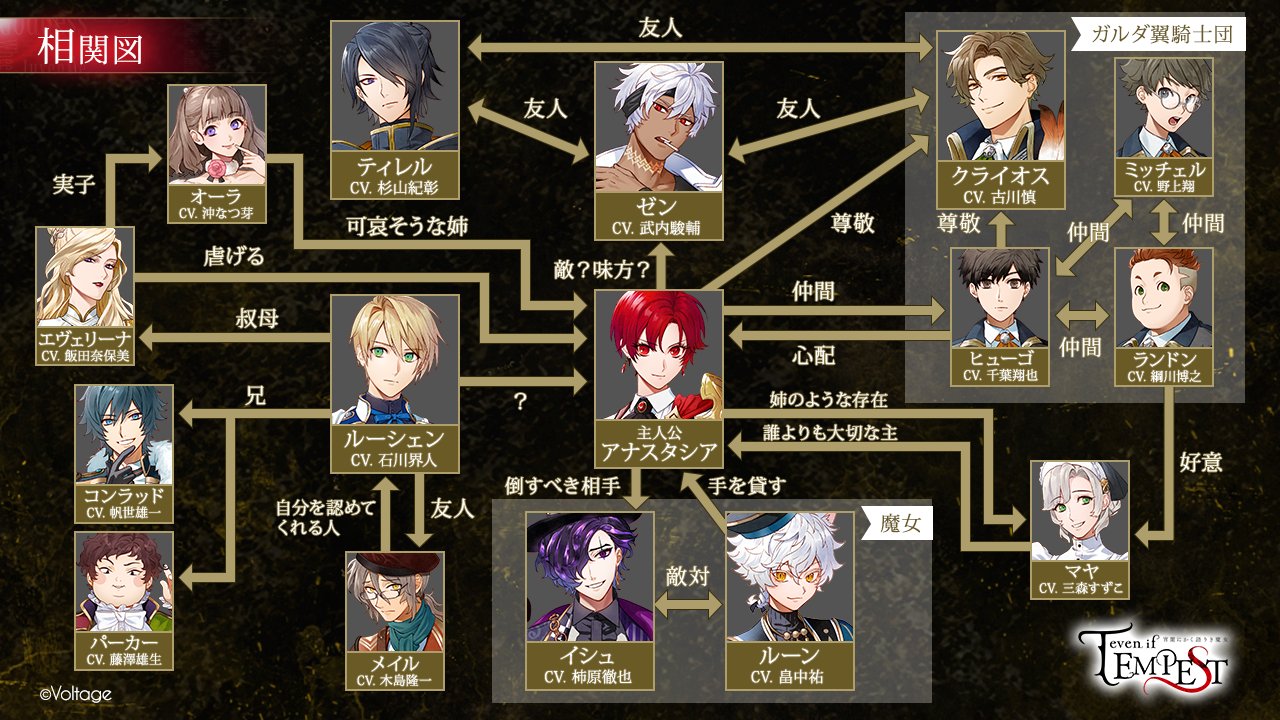 相関図
ガルダ翼騎士団
友人
友人
友人
ティレル
CV. 杉山紀彰
ゼン
CV. 武内駿輔
クライオス
CV. 古川慎
ミッチェル
CV. 野上翔
オーラ
CV. 沖なつ芽
実子
可哀そうな姉
虐げる
敵?味方?
尊敬
尊敬
仲間
仲間
仲間
エヴェリーナ
CV. 飯田奈保美
叔母
仲間
心配
ヒューゴ
CV. 千葉翔也
ランドン
CV. 綱川博之
兄
?
ルーシェン
CV. 石川界人
主人公
アナスタシア
姉のような存在
誰よりも大切な主
好意
コンラッド
CV. 帆世雄一
自分を認めて
くれる人
友人
倒すべき相手
手を貸す
魔女
パーカー
CV. 藤澤雄生
メイル
CV. 木島隆一
イシュ
CV. 柿原徹也
敵対
ルーン
CV. 畠中祐
マヤ
CV. 三森すずこ
©Voltage
even if
TEMPEST
宵闇にかく語りき魔女